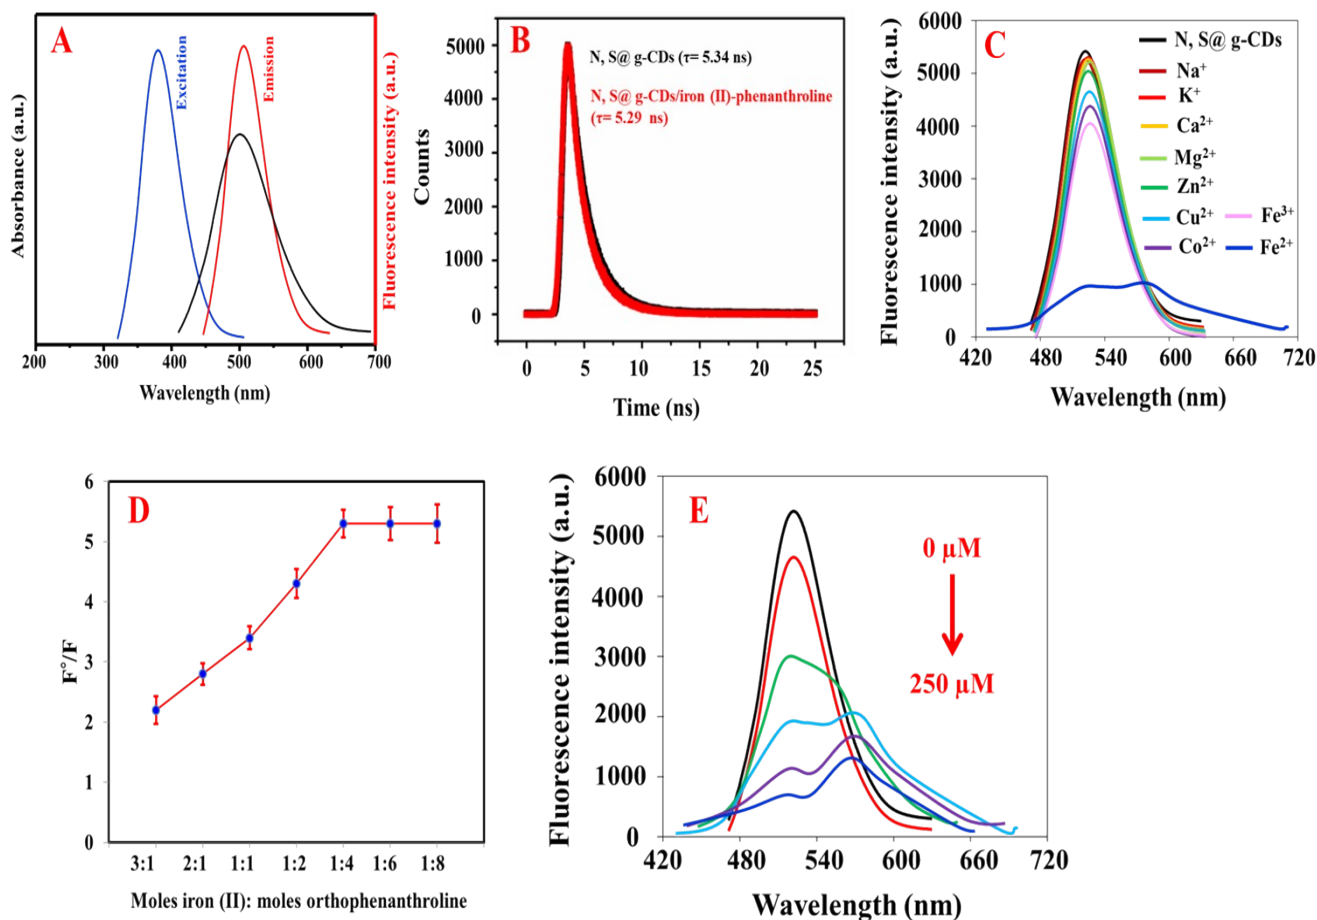 A
Excitation
Emission
Absorbance (a.u.)
Fluorescence intensity (a.u.)
200
300
400
500
600
700
Wavelength (nm)
B
N, S@ g-CDs (τ= 5.34 ns)
N, S@ g-CDs/iron (II)-phenanthroline
(τ= 5.29 ns)
Counts
5000
4000
3000
2000
1000
0
0
5
10
15
20
25
Time (ns)
C
N, S@ g-CDs
Na⁺
K⁺
Ca²⁺
Mg²⁺
Zn²⁺
Cu²⁺
Fe³⁺
Co²⁺
Fe²⁺
Fluorescence intensity (a.u.)
6000
5000
4000
3000
2000
1000
0
420
480
540
600
660
720
Wavelength (nm)
D
F°/F
6
5
4
3
2
1
0
3:1
2:1
1:1
1:2
1:4
1:6
1:8
Moles iron (II): moles orthophenanthroline
E
0 µM
250 µM
Fluorescence intensity (a.u.)
6000
5000
4000
3000
2000
1000
0
420
480
540
600
660
720
Wavelength (nm)